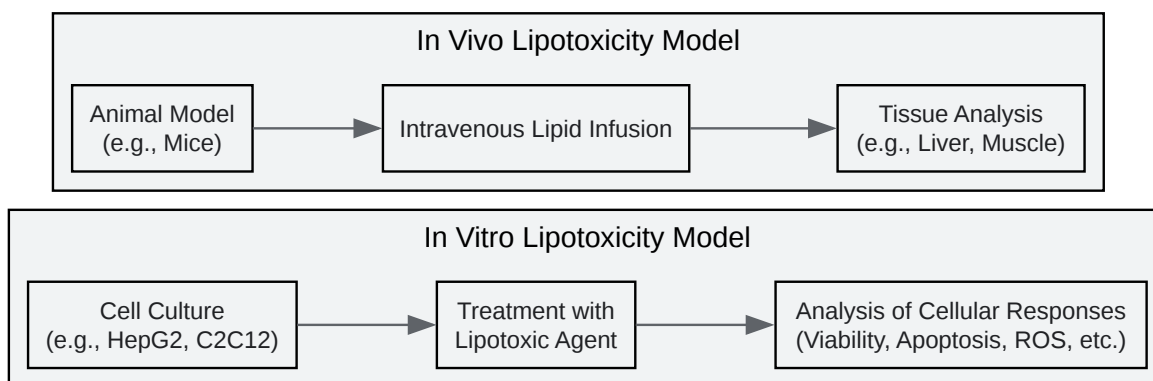 In Vivo Lipotoxicity Model
Animal Model
(e.g., Mice)
Intravenous Lipid Infusion
Tissue Analysis
(e.g., Liver, Muscle)
In Vitro Lipotoxicity Model
Cell Culture
(e.g., HepG2, C2C12)
Treatment with
Lipotoxic Agent
Analysis of Cellular Responses
(Viability, Apoptosis, ROS, etc.)